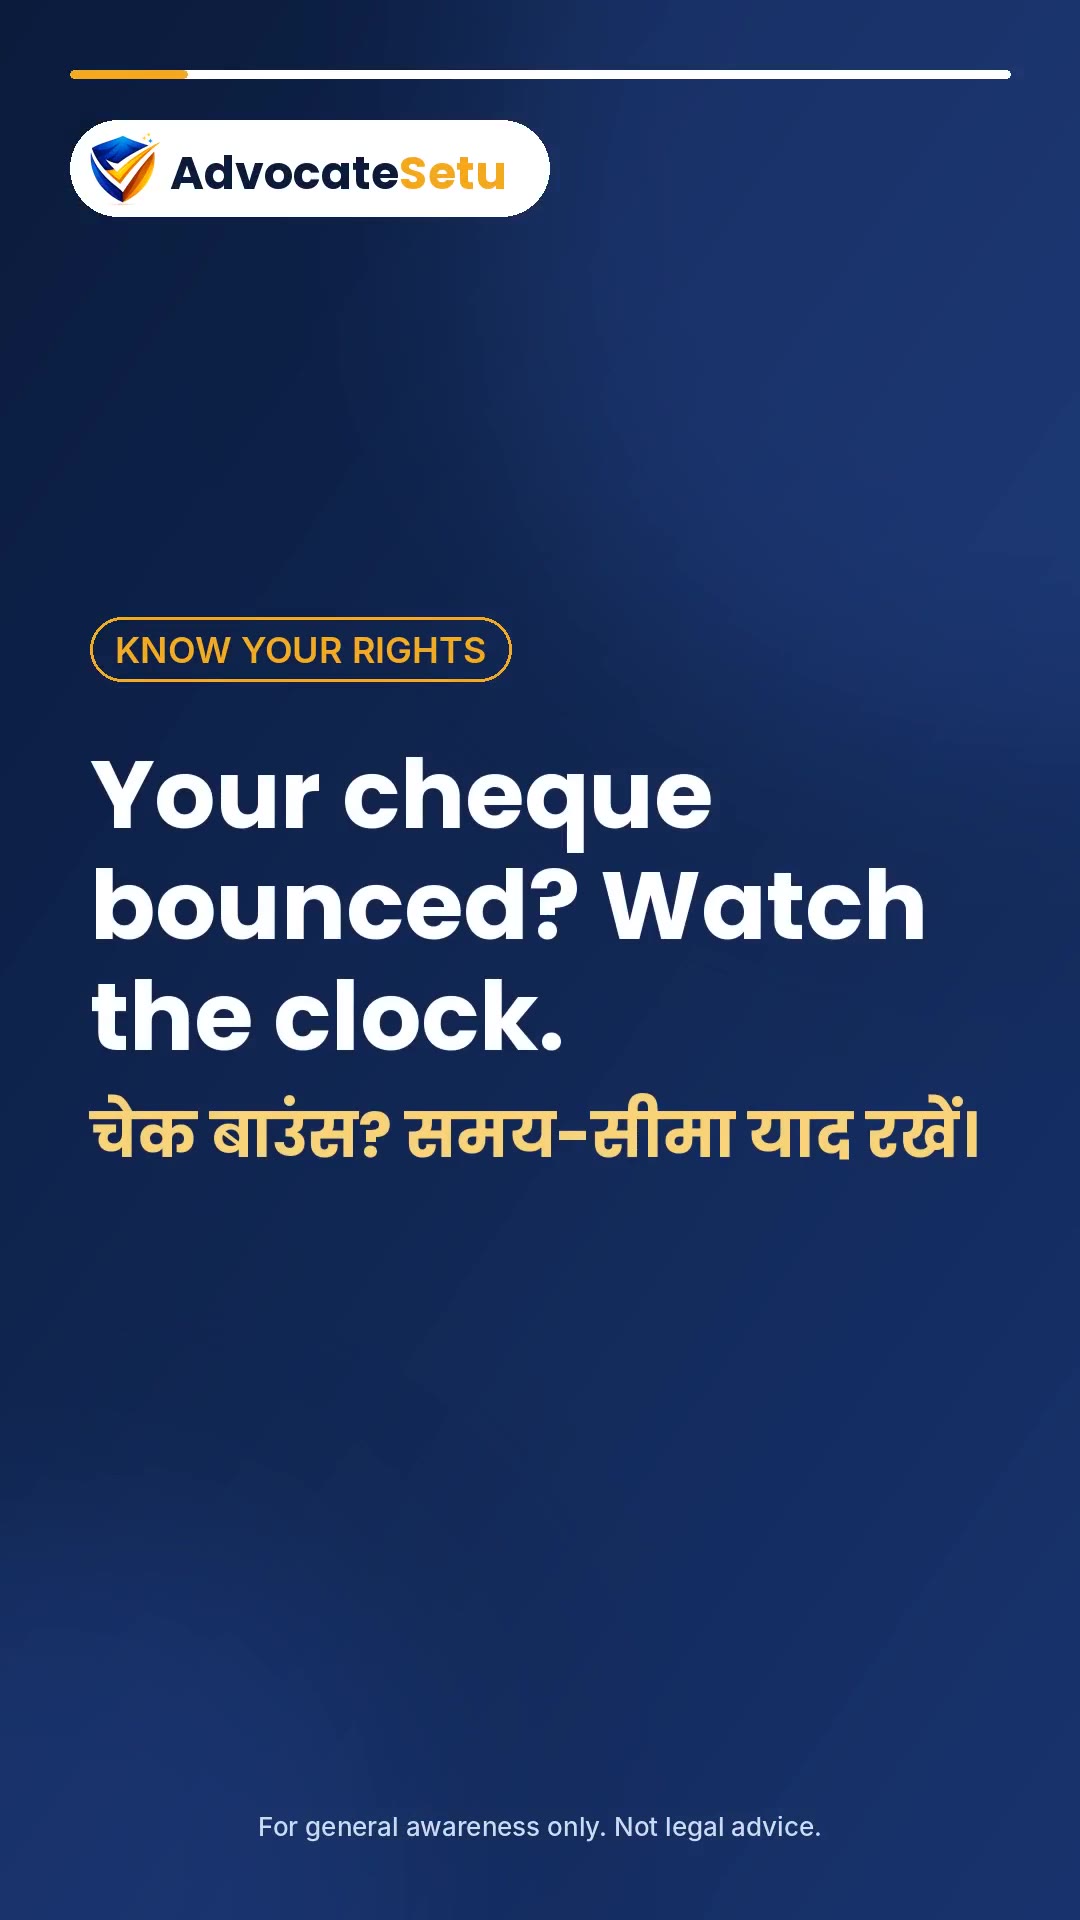 AdvocateSetu
KNOW YOUR RIGHTS
Your cheque
bounced? Watch
the clock.
चेक बाउंस? समय-सीमा याद रखें।
For general awareness only. Not legal advice.